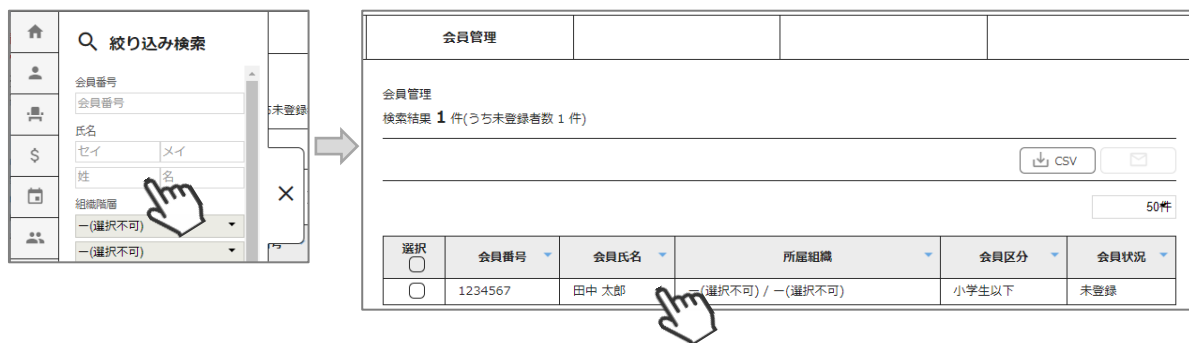 絞り込み検索
会員番号
会員番号
氏名
セイ メイ
姓 名
組織階層
ー(選択不可)
ー(選択不可)
未登録
会員管理
会員管理
検索結果 1 件(うち未登録者数 1 件)
CSV
50件
選択 会員番号 会員氏名 所属組織 会員区分 会員状況
1234567 田中 太郎 ー(選択不可) / ー(選択不可) 小学生以下 未登録